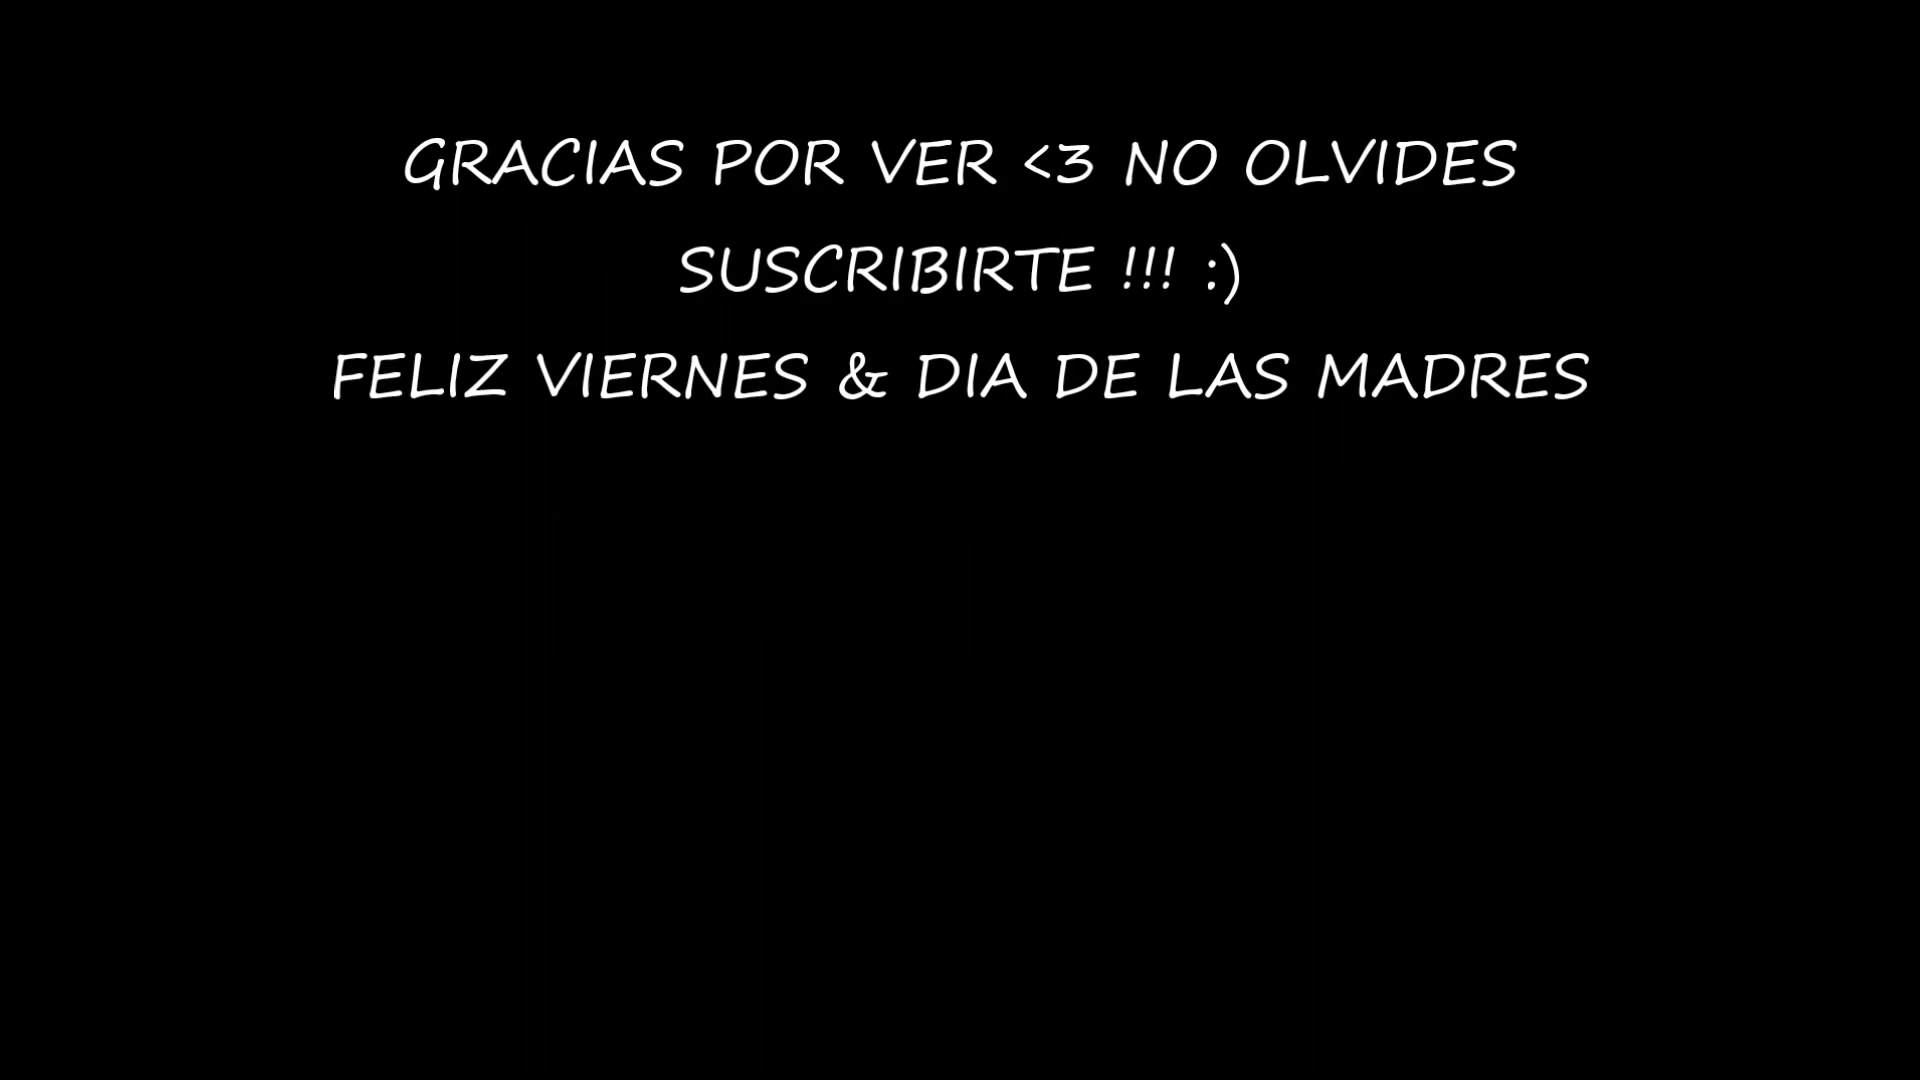 GRACIAS POR VER <3 NO OLVIDES
SUSCRIBIRTE !!! :)
FELIZ VIERNES & DIA DE LAS MADRES